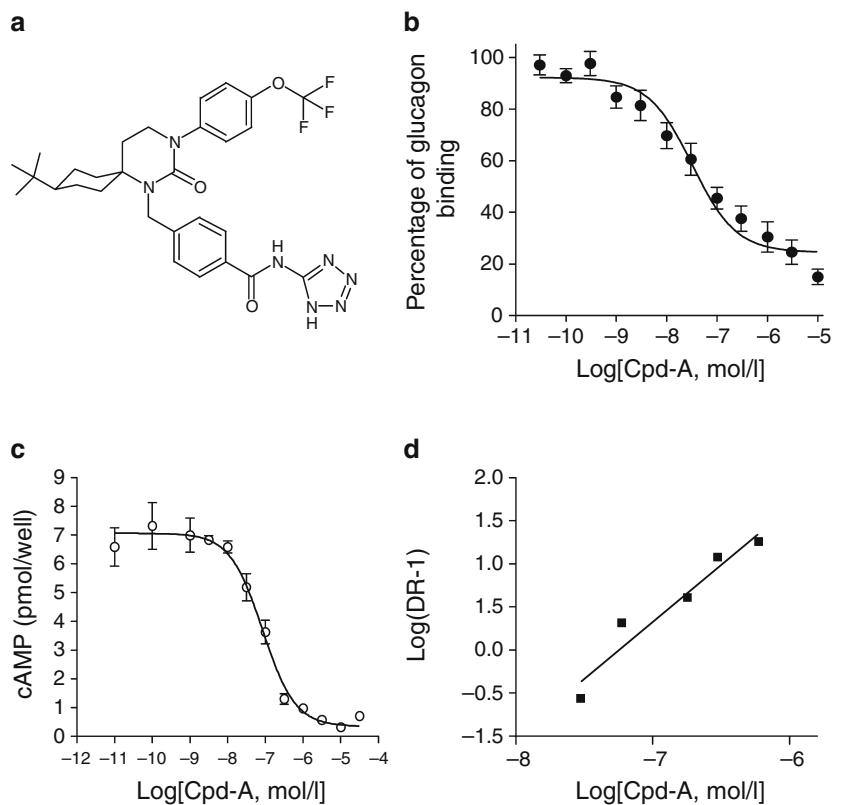 a
O
F
F
F
N
N
O
H
N
O
N
N
N
N
H
b
Percentage of glucagon
binding
100
80
60
40
20
0
−11 −10 −9 −8 −7 −6 −5
Log[Cpd-A, mol/l]
c
cAMP (pmol/well)
9
8
7
6
5
4
3
2
1
0
−12 −11 −10 −9 −8 −7 −6 −5 −4
Log[Cpd-A, mol/l]
d
Log(DR-1)
2.0
1.5
1.0
1.5
0.0
−0.5
−1.5
−8 −7 −6
Log[Cpd-A, mol/l]